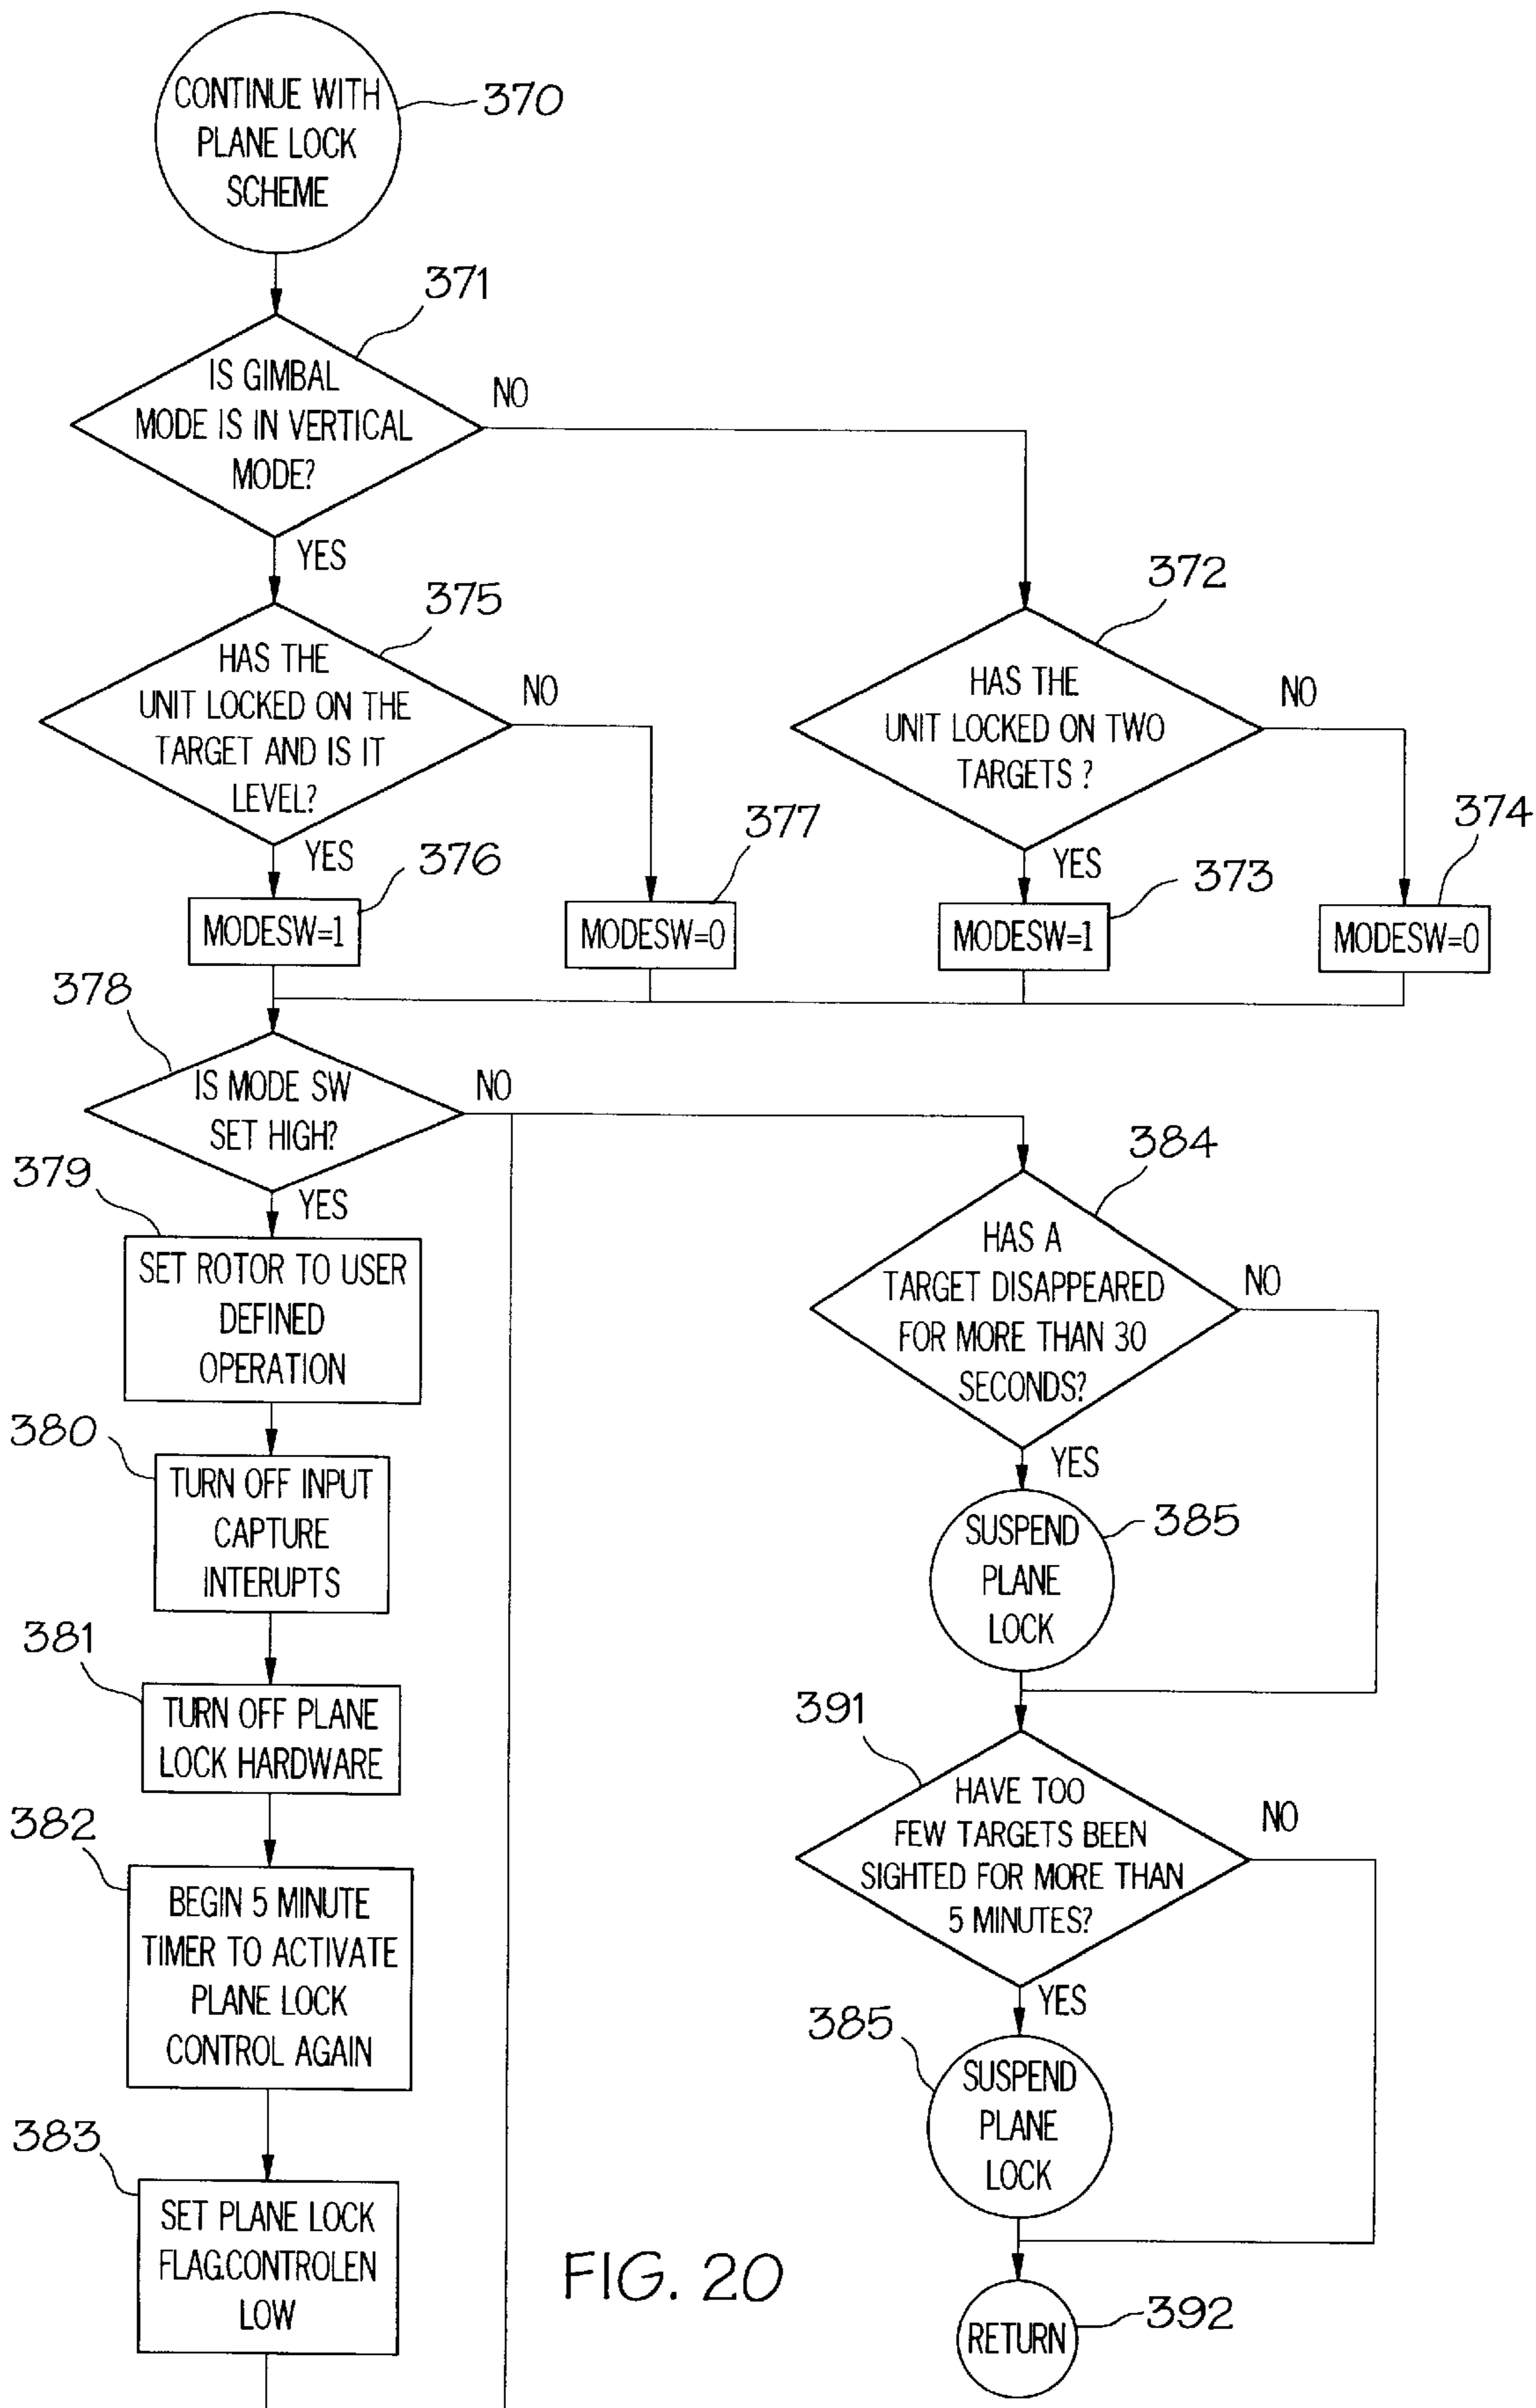 CONTINUE WITH
PLANE LOCK
SCHEME
370
371
IS GIMBAL
MODE IS IN VERTICAL
MODE?
NO
YES
375
HAS THE
UNIT LOCKED ON THE
TARGET AND IS IT
LEVEL?
NO
YES
372
HAS THE
UNIT LOCKED ON TWO
TARGETS ?
NO
YES
376
MODESW=1
377
MODESW=0
373
MODESW=1
374
MODESW=0
378
IS MODE SW
SET HIGH?
NO
YES
379
SET ROTOR TO USER
DEFINED
OPERATION
380
TURN OFF INPUT
CAPTURE
INTERUPTS
381
TURN OFF PLANE
LOCK HARDWARE
382
BEGIN 5 MINUTE
TIMER TO ACTIVATE
PLANE LOCK
CONTROL AGAIN
383
SET PLANE LOCK
FLAG.CONTROLEN
LOW
384
HAS A
TARGET DISAPPEARED
FOR MORE THAN 30
SECONDS?
NO
YES
SUSPEND
PLANE
LOCK
385
391
HAVE TOO
FEW TARGETS BEEN
SIGHTED FOR MORE THAN
5 MINUTES?
NO
YES
385
SUSPEND
PLANE
LOCK
RETURN
392
FIG. 20